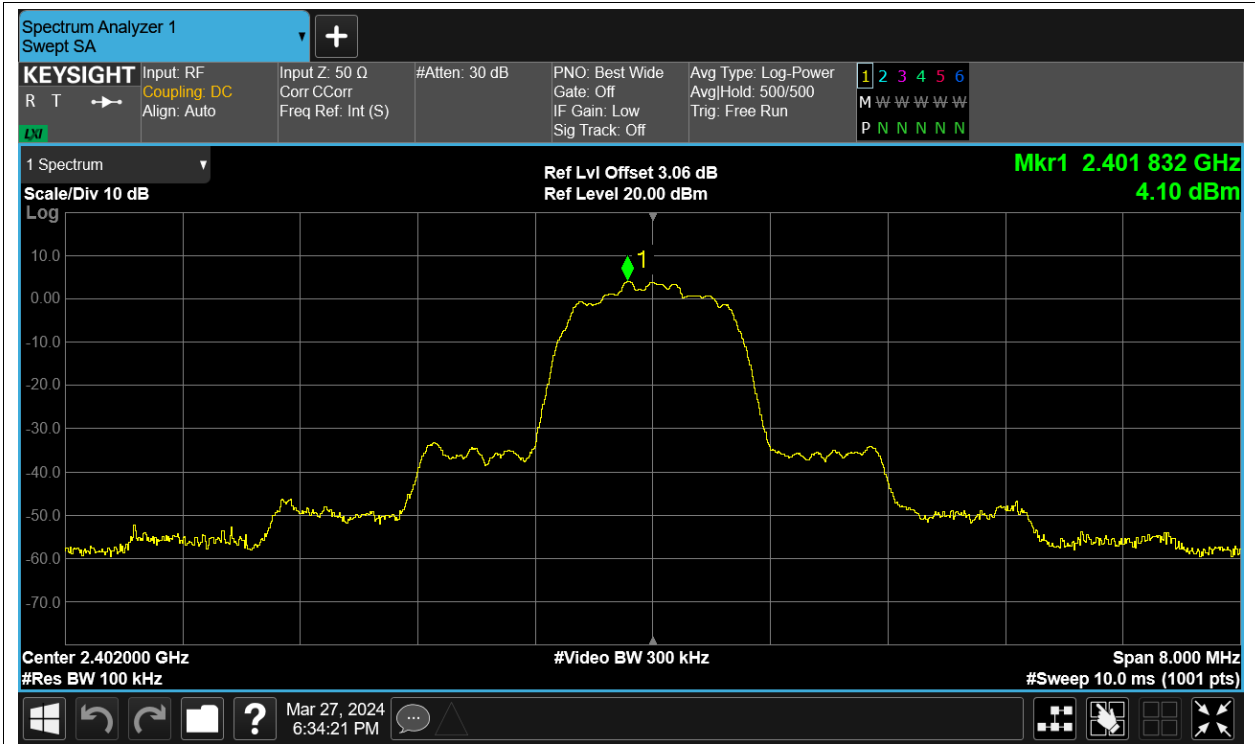 Spectrum Analyzer 1
Swept SA
KEYSIGHT
R T
LXI
Input: RF
Coupling: DC
Align: Auto
Input Z: 50 Ω
Corr CCorr
Freq Ref: Int (S)
#Atten: 30 dB
PNO: Best Wide
Gate: Off
IF Gain: Low
Sig Track: Off
Avg Type: Log-Power
Avg|Hold: 500/500
Trig: Free Run
1 2 3 4 5 6
M W W W W W
P N N N N N
1 Spectrum
Scale/Div 10 dB
Log
Ref Lvl Offset 3.06 dB
Ref Level 20.00 dBm
Mkr1 2.401 832 GHz
4.10 dBm
1
10.0
0.00
-10.0
-20.0
-30.0
-40.0
-50.0
-60.0
-70.0
Center 2.402000 GHz
#Res BW 100 kHz
#Video BW 300 kHz
Span 8.000 MHz
#Sweep 10.0 ms (1001 pts)
?
Mar 27, 2024
6:34:21 PM